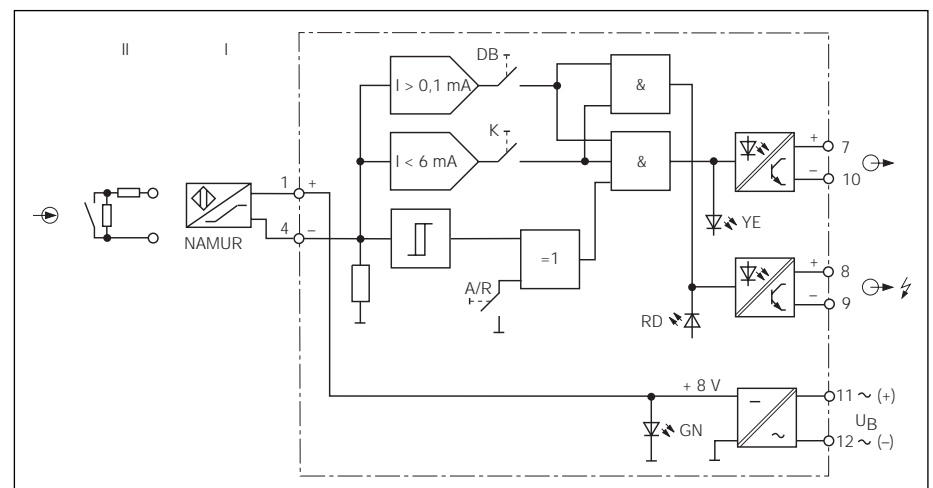 II
I
DB
I > 0,1 mA
&
K
I < 6 mA
&
+
7
1
+
–
10
4
–
YE
NAMUR
=1
A/R
+
8
–
9
RD
+ 8 V
11 ~ (+)
–
UB
GN
~
12 ~ (–)